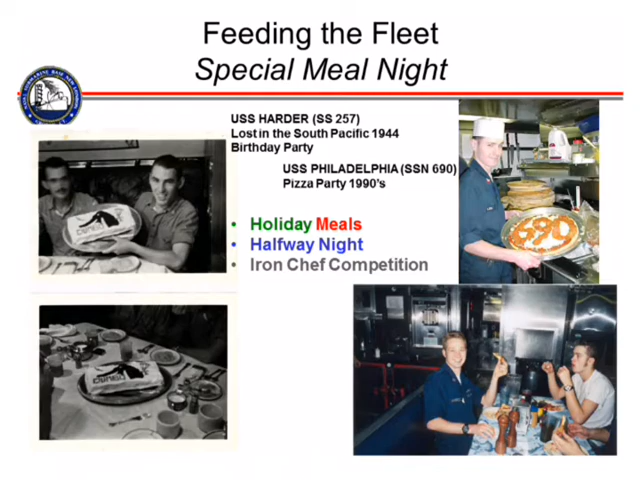 Feeding the Fleet
Special Meal Night
USS HARDER (SS 257)
Lost in the South Pacific 1944
Birthday Party
USS PHILADELPHIA (SSN 690)
Pizza Party 1990's
• Holiday Meals
• Halfway Night
• Iron Chef Competition
690